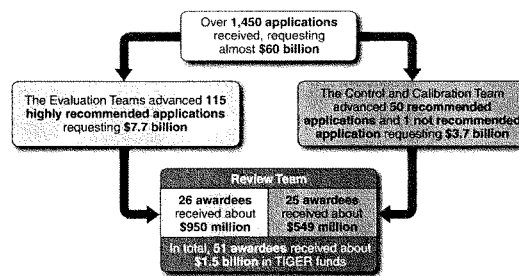 Over 1,450 applications
received, requesting
almost $60 billion
The Evaluation Teams advanced 115
highly recommended applications
requesting $7.7 billion
The Control and Calibration Team
advanced 50 recommended
applications and 1 not recommended
application requesting $3.7 billion
Review Team
26 awardees
received about
$950 million
25 awardees
received about
$549 million
In total, 51 awardees received about
$1.5 billion in TIGER funds